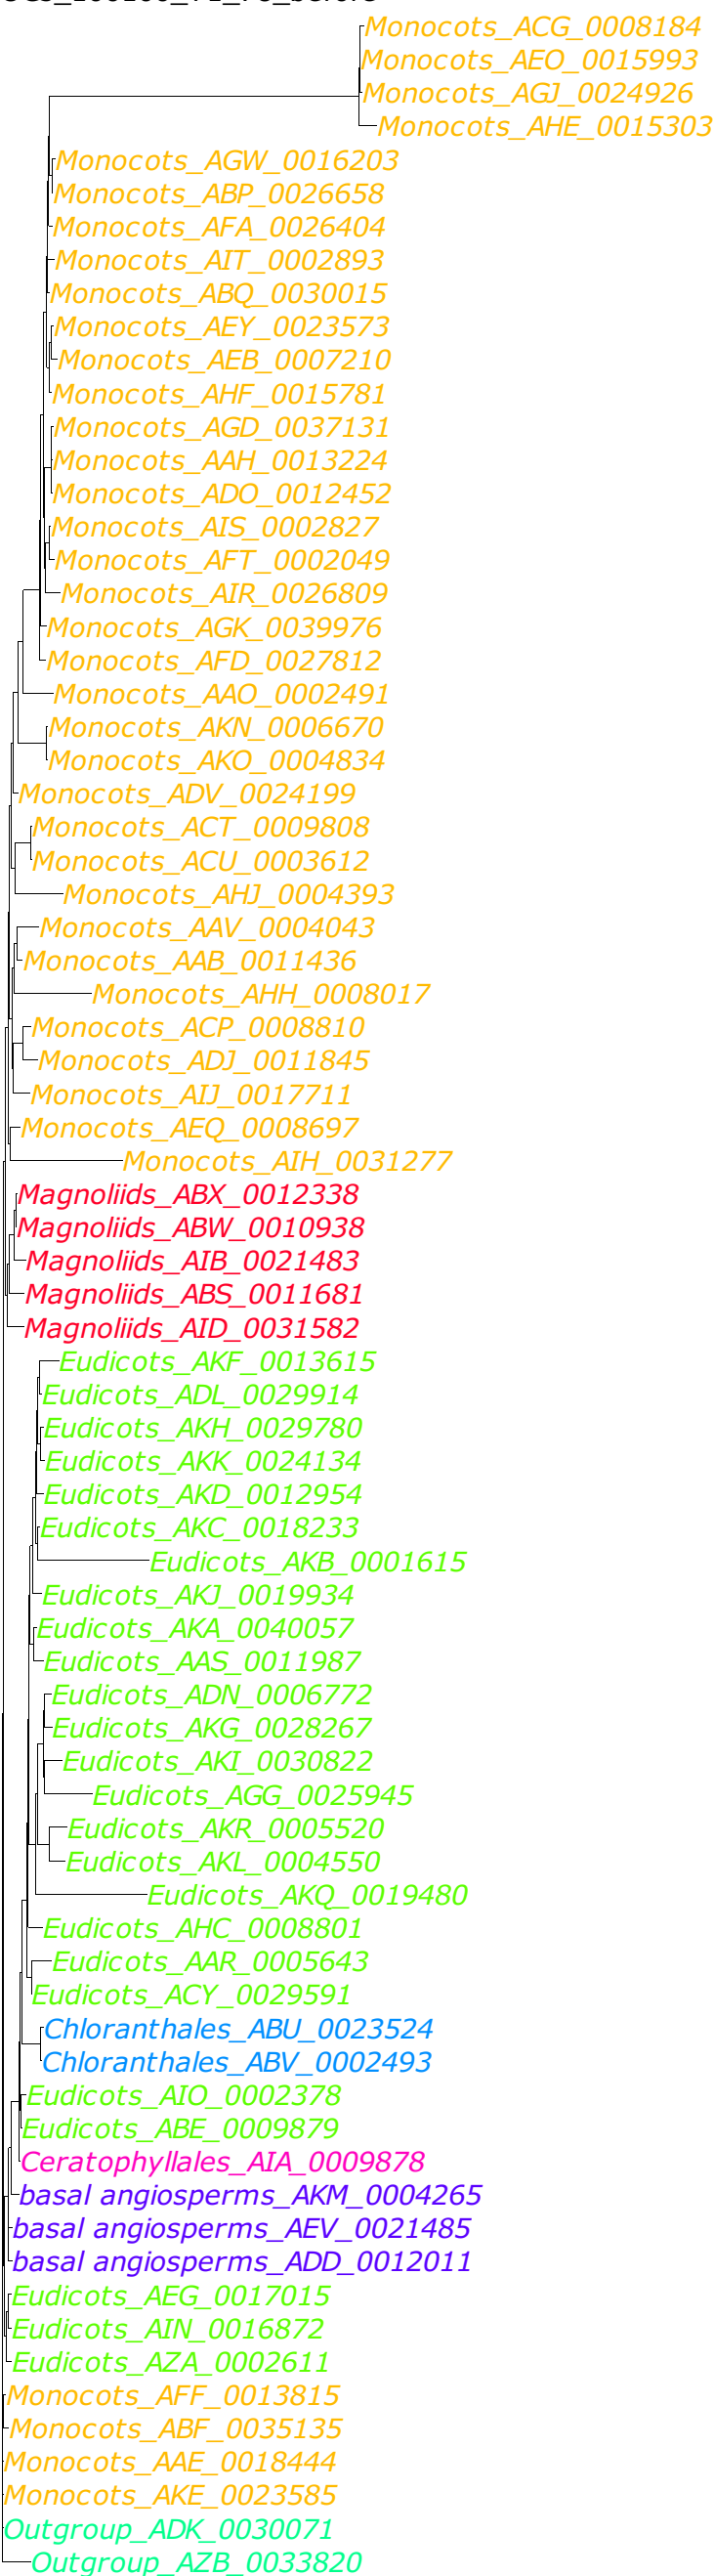 Monocots_ACG_0008184
Monocots_AEO_0015993
Monocots_AGJ_0024926
Monocots_AHE_0015303
Monocots_AGW_0016203
Monocots_ABP_0026658
Monocots_AFA_0026404
Monocots_AIT_0002893
Monocots_ABQ_0030015
Monocots_AEY_0023573
Monocots_AEB_0007210
Monocots_AHF_0015781
Monocots_AGD_0037131
Monocots_AAH_0013224
Monocots_ADO_0012452
Monocots_AIS_0002827
Monocots_AFT_0002049
Monocots_AIR_0026809
Monocots_AGK_0039976
Monocots_AFD_0027812
Monocots_AAO_0002491
Monocots_AKN_0006670
Monocots_AKO_0004834
Monocots_ADV_0024199
Monocots_ACT_0009808
Monocots_ACU_0003612
Monocots_AHJ_0004393
Monocots_AAV_0004043
Monocots_AAB_0011436
Monocots_AHH_0008017
Monocots_ACP_0008810
Monocots_ADJ_0011845
Monocots_AIJ_0017711
Monocots_AEQ_0008697
Monocots_AIH_0031277
Magnoliids_ABX_0012338
Magnoliids_ABW_0010938
Magnoliids_AIB_0021483
Magnoliids_ABS_0011681
Magnoliids_AID_0031582
Eudicots_AKF_0013615
Eudicots_ADL_0029914
Eudicots_AKH_0029780
Eudicots_AKK_0024134
Eudicots_AKD_0012954
Eudicots_AKC_0018233
Eudicots_AKB_0001615
Eudicots_AKJ_0019934
Eudicots_AKA_0040057
Eudicots_AAS_0011987
Eudicots_ADN_0006772
Eudicots_AKG_0028267
Eudicots_AKI_0030822
Eudicots_AGG_0025945
Eudicots_AKR_0005520
Eudicots_AKL_0004550
Eudicots_AKQ_0019480
Eudicots_AHC_0008801
Eudicots_AAR_0005643
Eudicots_ACY_0029591
Chloranthales_ABU_0023524
Chloranthales_ABV_0002493
Eudicots_AIO_0002378
Eudicots_ABE_0009879
Ceratophyllales_AIA_0009878
basal angiosperms_AKM_0004265
basal angiosperms_AEV_0021485
basal angiosperms_ADD_0012011
Eudicots_AEG_0017015
Eudicots_AIN_0016872
Eudicots_AZA_0002611
Monocots_AFF_0013815
Monocots_ABF_0035135
Monocots_AAE_0018444
Monocots_AKE_0023585
Outgroup_ADK_0030071
Outgroup_AZB_0033820